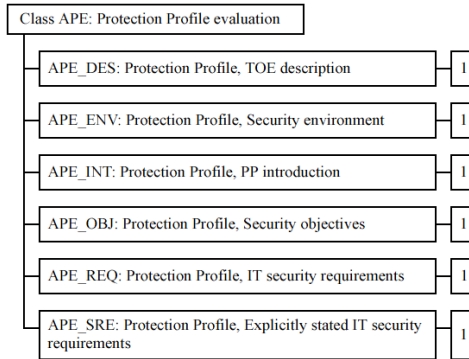 Class APE: Protection Profile evaluation
APE_DES: Protection Profile, TOE description 1
APE_ENV: Protection Profile, Security environment 1
APE_INT: Protection Profile, PP introduction 1
APE_OBJ: Protection Profile, Security objectives 1
APE_REQ: Protection Profile, IT security requirements 1
APE_SRE: Protection Profile, Explicitly stated IT security
requirements 1